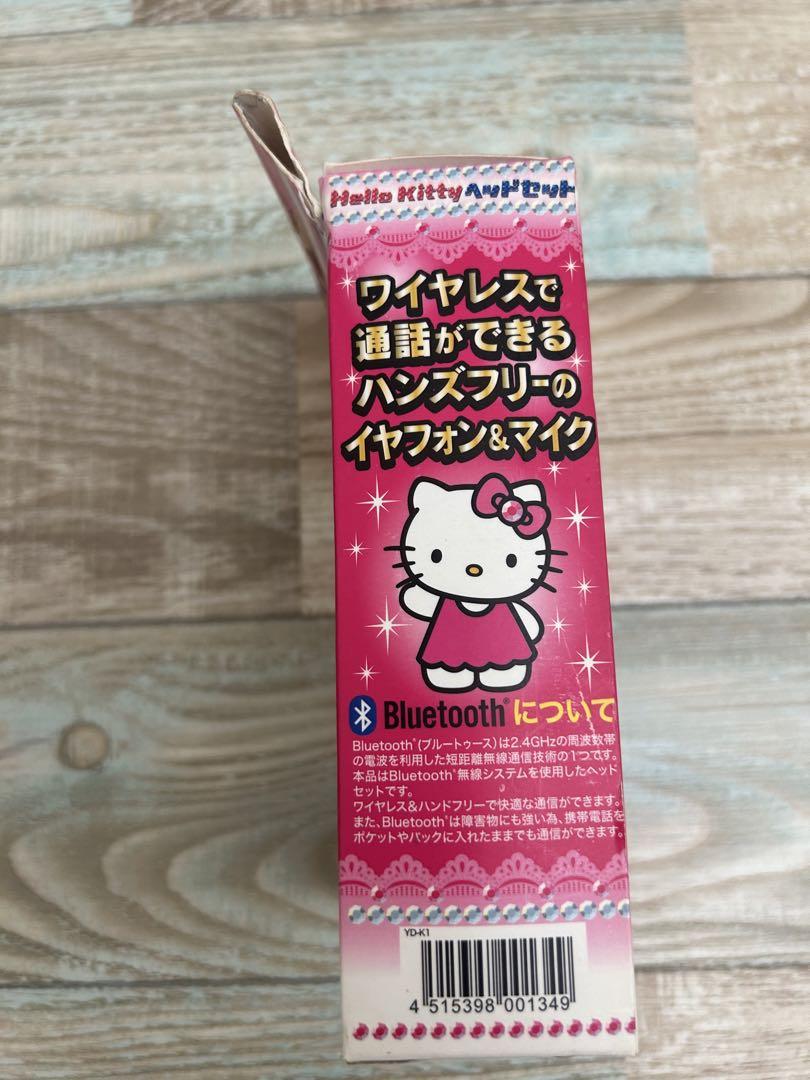 Hello Kittyヘッドセット
ワイヤレスで
通話ができる
ハンズフリーの
イヤフォン&マイク
Bluetooth®について
Bluetooth®(ブルートゥース)は2.4GHzの周波数帯
の電波を利用した短距離無線通信技術の1つです。
本品はBluetooth®無線システムを使用したヘッド
セットです。
ワイヤレス&ハンドフリーで快適な通信ができます。
また、Bluetooth®は障害物にも強い為、携帯電話を
ポケットやバックに入れたままでも通信ができます。
YD-K1
4 515398 001349